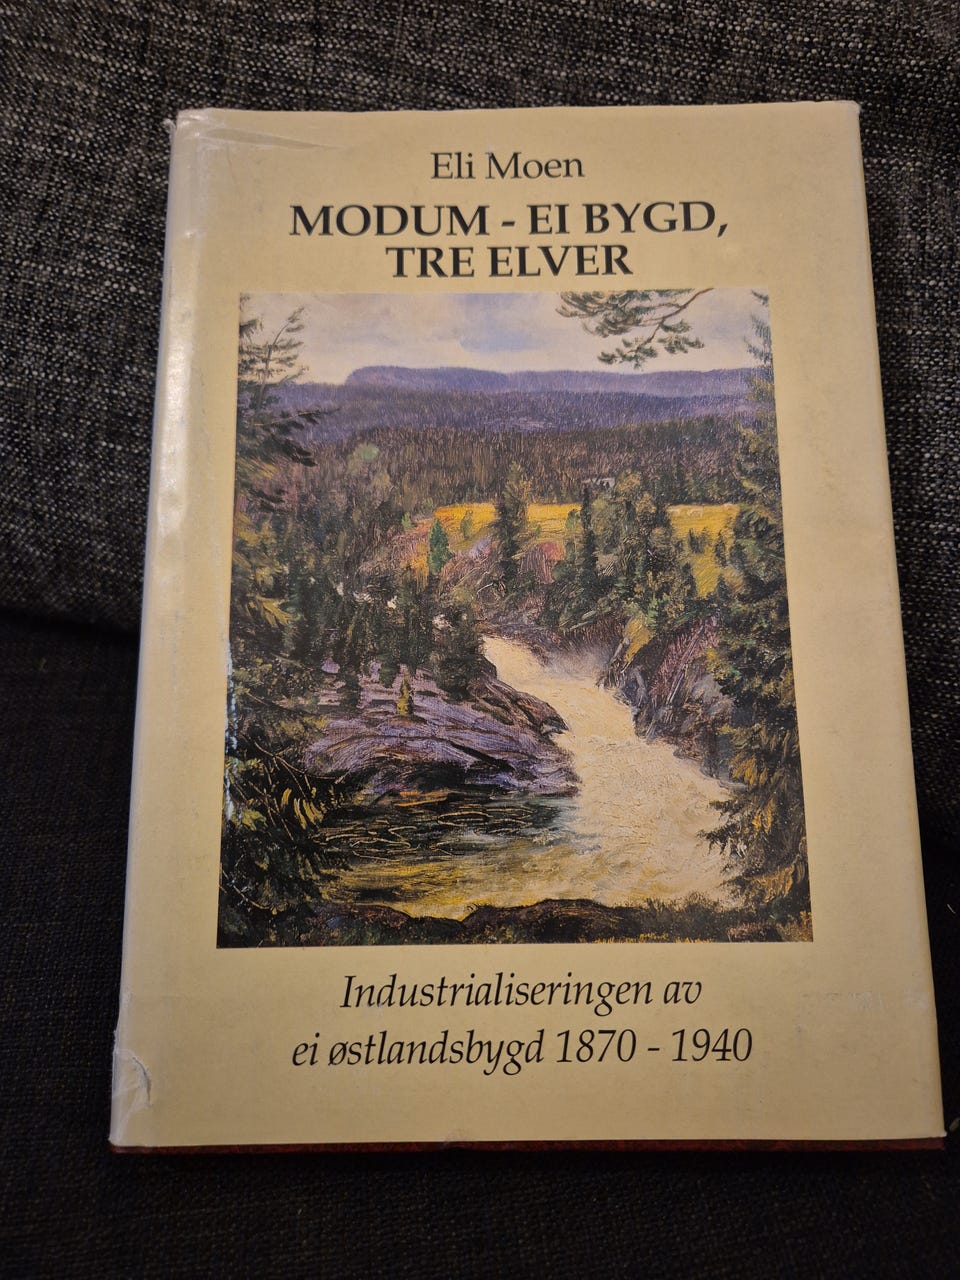 Eli Moen
MODUM - EI BYGD,
TRE ELVER
Industrialiseringen av
ei østlandsbygd 1870 - 1940